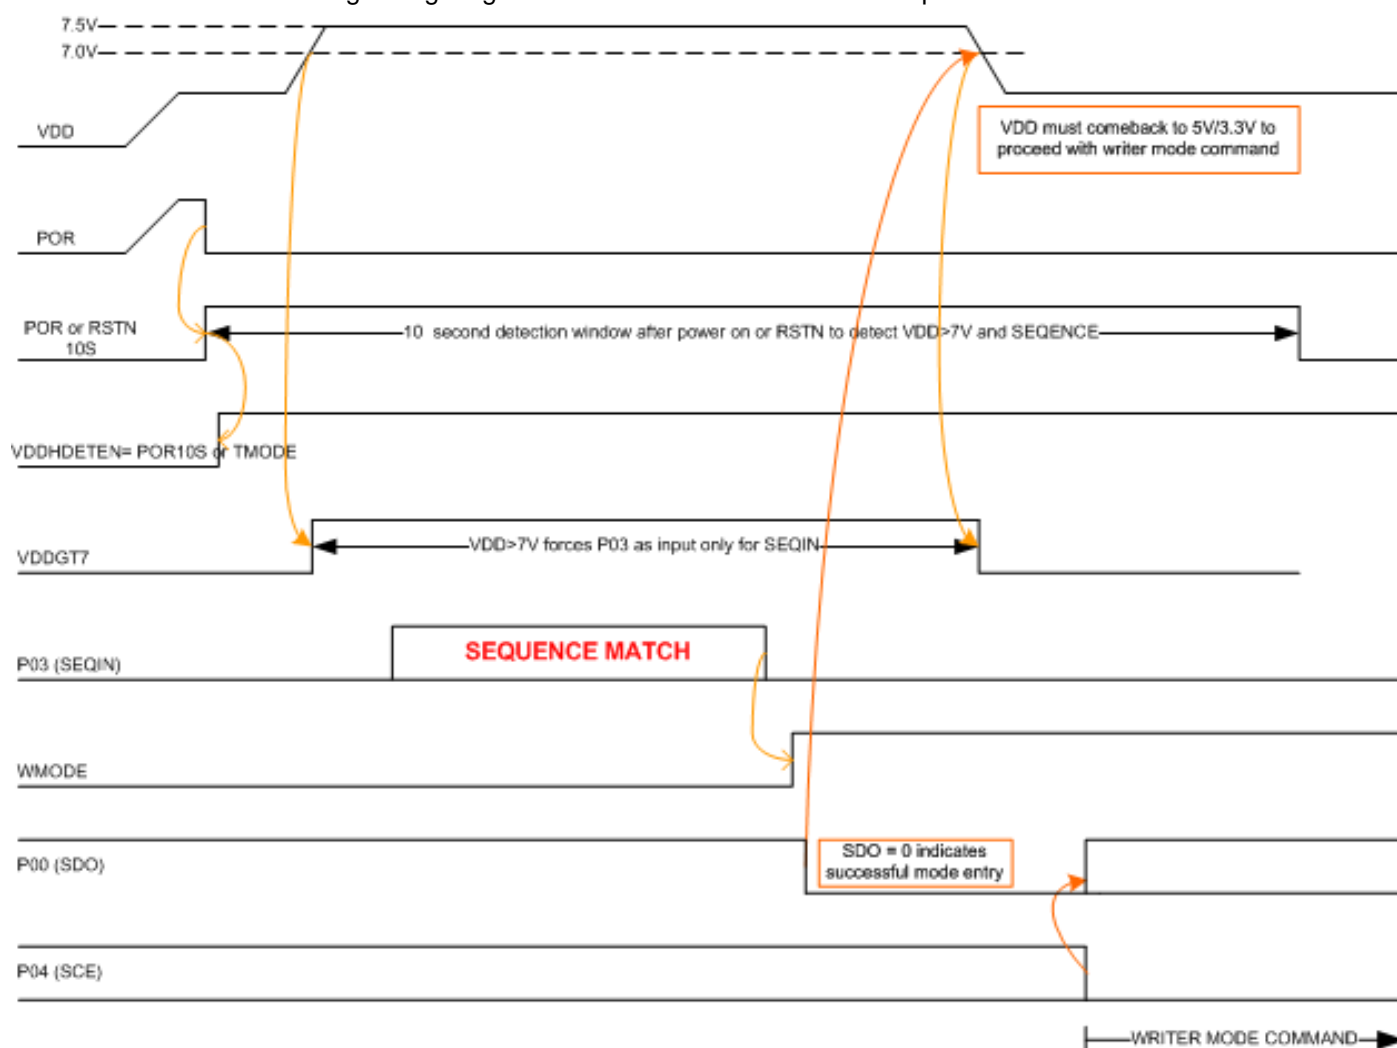 7.5V
7.0V
VDD
VDD must comeback to 5V/3.3V to
proceed with writer mode command
POR
POR or RSTN
10S
10 second detection window after power on or RSTN to detect VDD>7V and SEQENCE
VDDHDETEN= POR10S or TMODE
VDD>7V forces P03 as input only for SEQIN
VDDGT7
SEQUENCE MATCH
P03 (SEQIN)
WMODE
SDO = 0 indicates
successful mode entry
P00 (SDO)
P04 (SCE)
WRITER MODE COMMAND